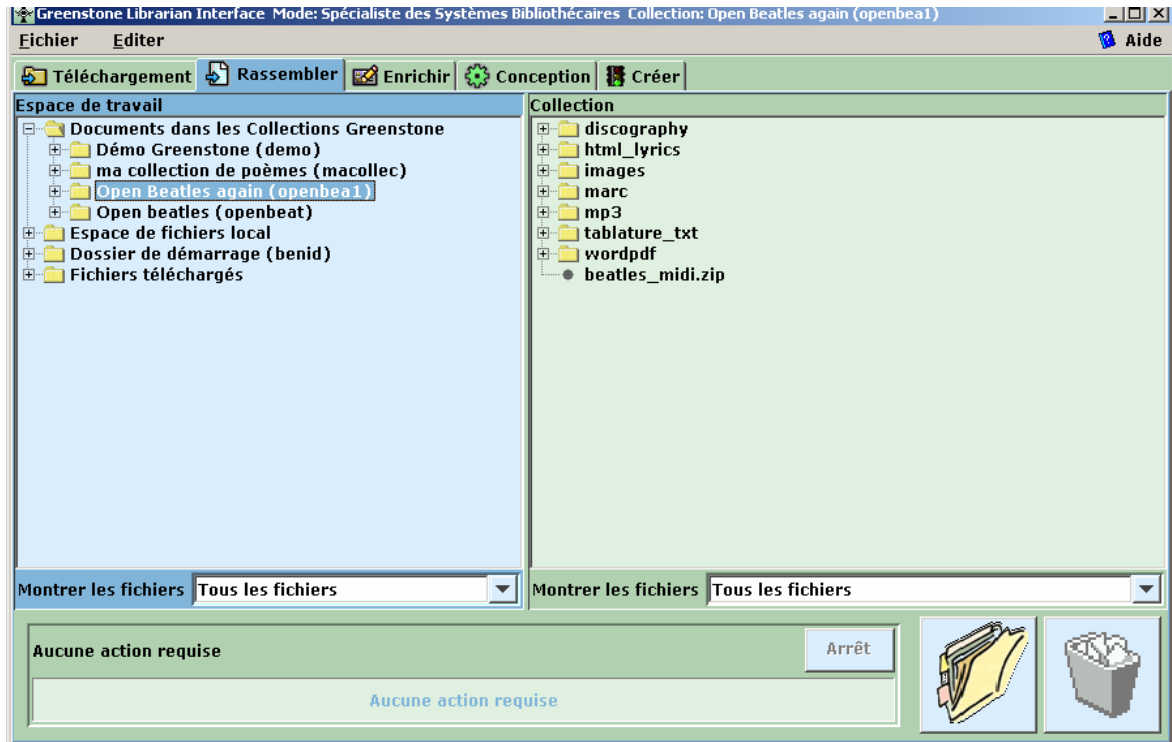 Greenstone Librarian Interface Mode: Spécialiste des Systèmes Bibliothécaires Collection: Open Beatles again (openbea1)
Fichier Editer Aide
Téléchargement Rassembler Enrichir Conception Créer
Espace de travail
Documents dans les Collections Greenstone
Démo Greenstone (demo)
ma collection de poèmes (macollec)
Open Beatles again (openbea1)
Open beatles (openbeat)
Espace de fichiers local
Dossier de démarrage (benid)
Fichiers téléchargés
Montrer les fichiers Tous les fichiers
Collection
discography
html_lyrics
images
marc
mp3
tablature_txt
wordpdf
beatles_midi.zip
Montrer les fichiers Tous les fichiers
Aucune action requise
Arrêt
Aucune action requise